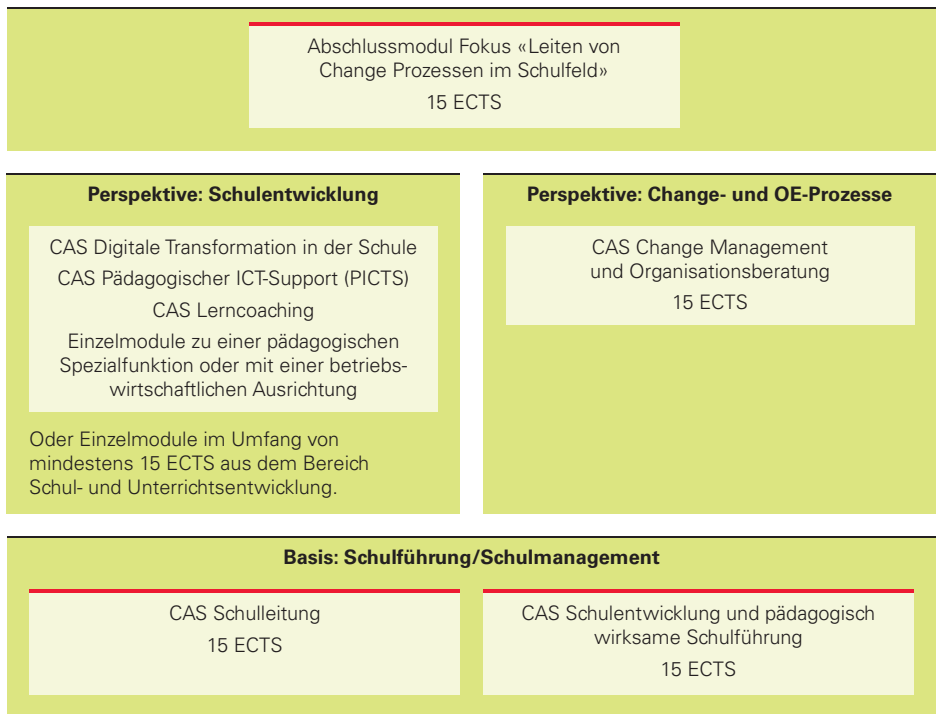 Abschlussmodul Fokus «Leiten von
Change Prozessen im Schulfeld»
15 ECTS
Perspektive: Schulentwicklung
CAS Digitale Transformation in der Schule
CAS Pädagogischer ICT-Support (PICTS)
CAS Lerncoaching
Einzelmodule zu einer pädagogischen
Spezialfunktion oder mit einer betriebs-
wirtschaftlichen Ausrichtung
Oder Einzelmodule im Umfang von
mindestens 15 ECTS aus dem Bereich
Schul- und Unterrichtsentwicklung.
Perspektive: Change- und OE-Prozesse
CAS Change Management
und Organisationsberatung
15 ECTS
Basis: Schulführung/Schulmanagement
CAS Schulleitung
15 ECTS
CAS Schulentwicklung und pädagogisch
wirksame Schulführung
15 ECTS